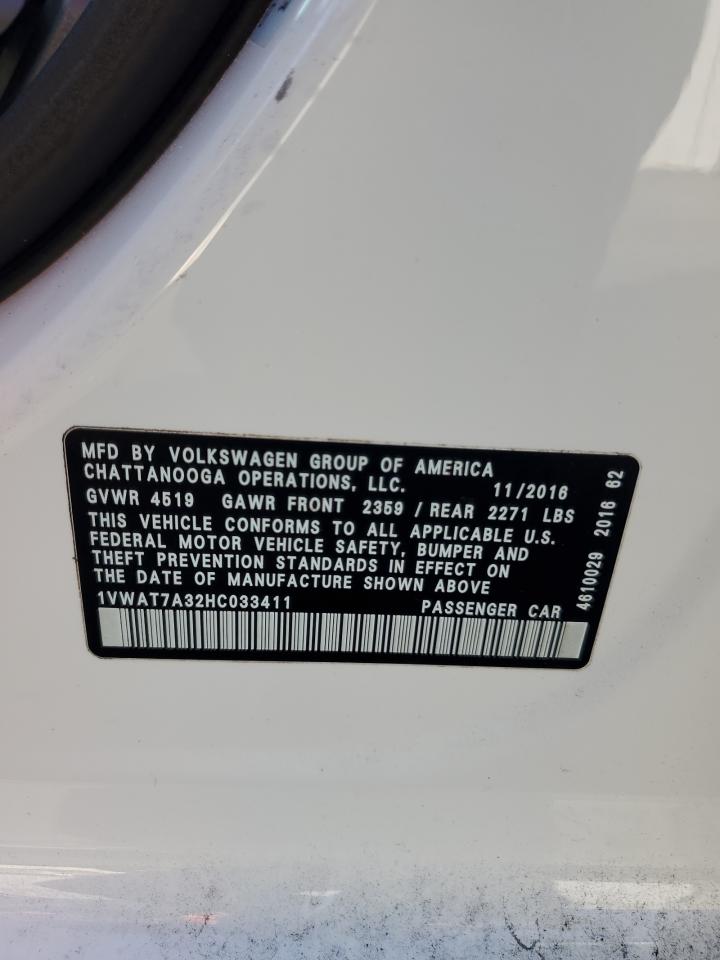 MFD BY VOLKSWAGEN GROUP OF AMERICA
CHATTANOOGA OPERATIONS, LLC. 11/2016
GVWR 4519 GAWR FRONT 2359 / REAR 2271 LBS
THIS VEHICLE CONFORMS TO ALL APPLICABLE U.S.
FEDERAL MOTOR VEHICLE SAFETY, BUMPER AND
THEFT PREVENTION STANDARDS IN EFFECT ON
THE DATE OF MANUFACTURE SHOWN ABOVE
1VWAT7A32HC033411 PASSENGER CAR
4610029 2016 62